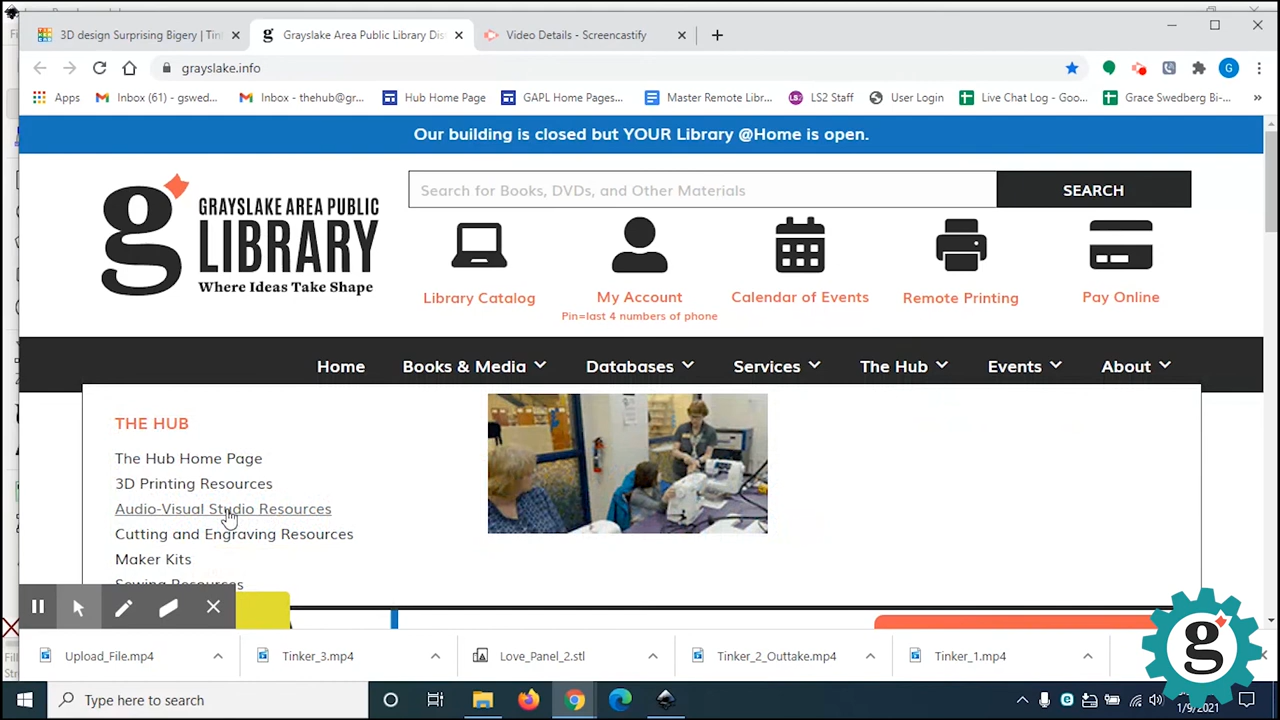 3D design Surprising Bigery | Tin
Grayslake Area Public Library Dis
Video Details - Screencastify
grayslake.info
Apps
Inbox (61) - gswed...
Inbox - thehub@gr...
Hub Home Page
GAPL Home Pages...
Master Remote Libr...
LS2 Staff
User Login
Live Chat Log - Goo...
Grace Swedberg Bi-...
Our building is closed but YOUR Library @Home is open.
GRAYSLAKE AREA PUBLIC
LIBRARY
Where Ideas Take Shape
Search for Books, DVDs, and Other Materials
SEARCH
Library Catalog
My Account
Calendar of Events
Remote Printing
Pay Online
Pin=last 4 numbers of phone
Home
Books & Media
Databases
Services
The Hub
Events
About
THE HUB
The Hub Home Page
3D Printing Resources
Audio-Visual Studio Resources
Cutting and Engraving Resources
Maker Kits
Sewing Resources
Upload_File.mp4
Tinker_3.mp4
Love_Panel_2.stl
Tinker_2_Outtake.mp4
Tinker_1.mp4
Type here to search
1/9/2021